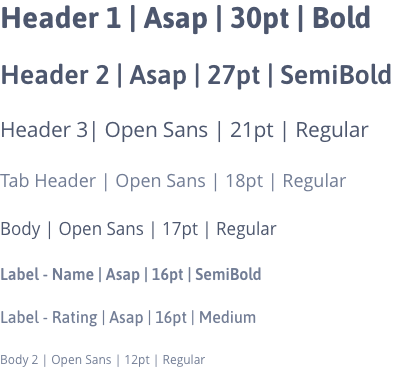 Header 1 | Asap | 30pt | Bold
Header 2 | Asap | 27pt | SemiBold
Header 3| Open Sans | 21pt | Regular
Tab Header | Open Sans | 18pt | Regular
Body | Open Sans | 17pt | Regular
Label - Name | Asap | 16pt | SemiBold
Label - Rating | Asap | 16pt | Medium
Body 2 | Open Sans | 12pt | Regular